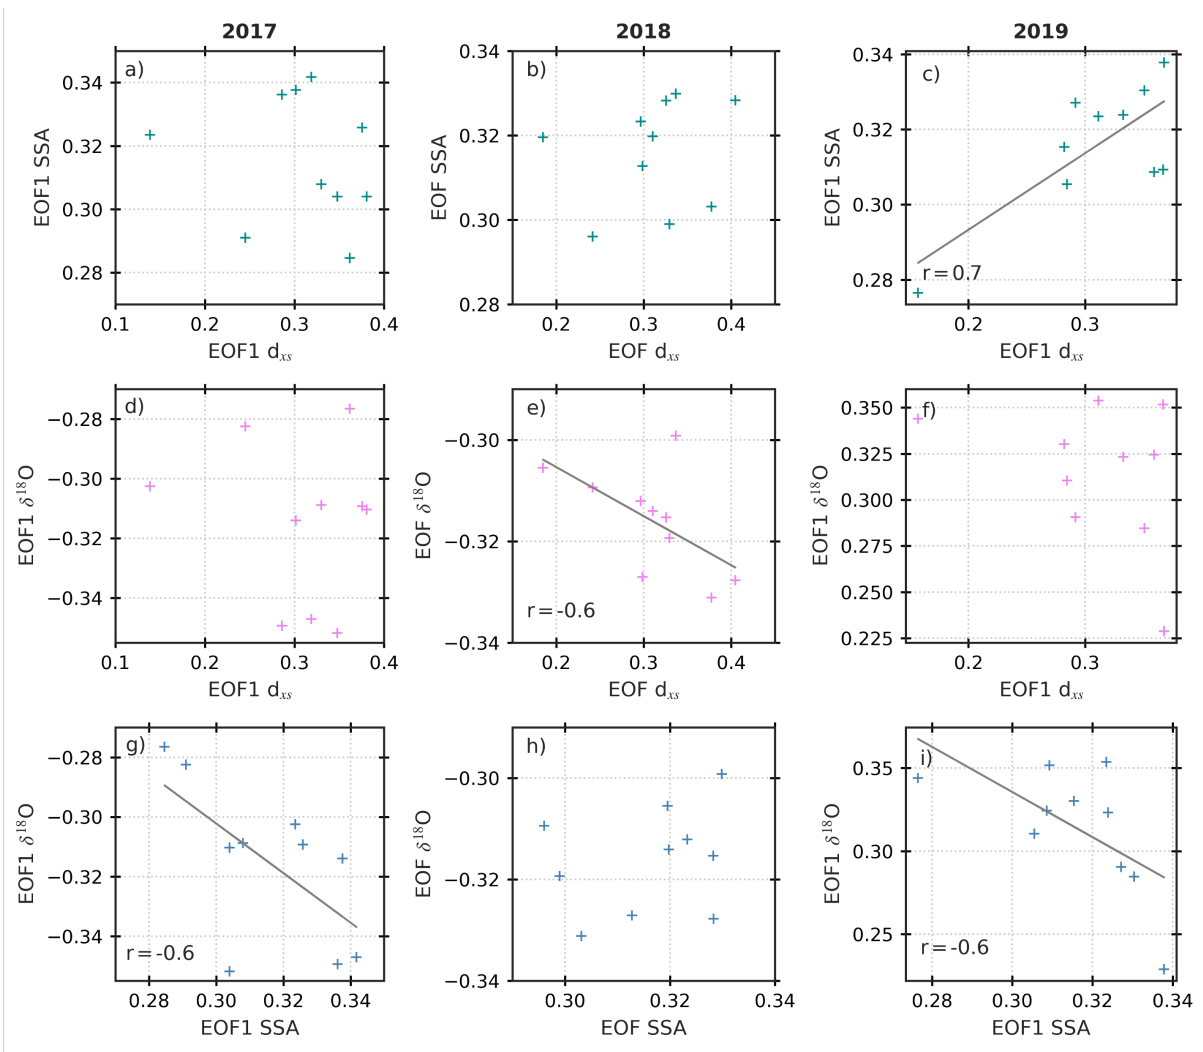 2017 2018 2019
a) b) c)
0.34 0.32 0.30 0.28
EOF1 SSA
0.1 0.2 0.3 0.4
EOF1 dxs
0.34 0.32 0.30 0.28
EOF SSA
0.2 0.3 0.4
EOF dxs
0.34 0.32 0.30 0.28
EOF1 SSA
r = 0.7
0.2 0.3
EOF1 dxs
d) e) f)
−0.28 −0.30 −0.32 −0.34
EOF1 δ¹⁸O
0.1 0.2 0.3 0.4
EOF1 dxs
−0.30 −0.32 −0.34
EOF δ¹⁸O
r = -0.6
0.2 0.3 0.4
EOF dxs
0.350 0.325 0.300 0.275 0.250 0.225
EOF1 δ¹⁸O
0.2 0.3
EOF1 dxs
g) h) i)
−0.28 −0.30 −0.32 −0.34
EOF1 δ¹⁸O
r = -0.6
0.28 0.30 0.32 0.34
EOF1 SSA
−0.30 −0.32 −0.34
EOF δ¹⁸O
0.30 0.32 0.34
EOF SSA
0.35 0.30 0.25
EOF1 δ¹⁸O
r = -0.6
0.28 0.30 0.32 0.34
EOF1 SSA